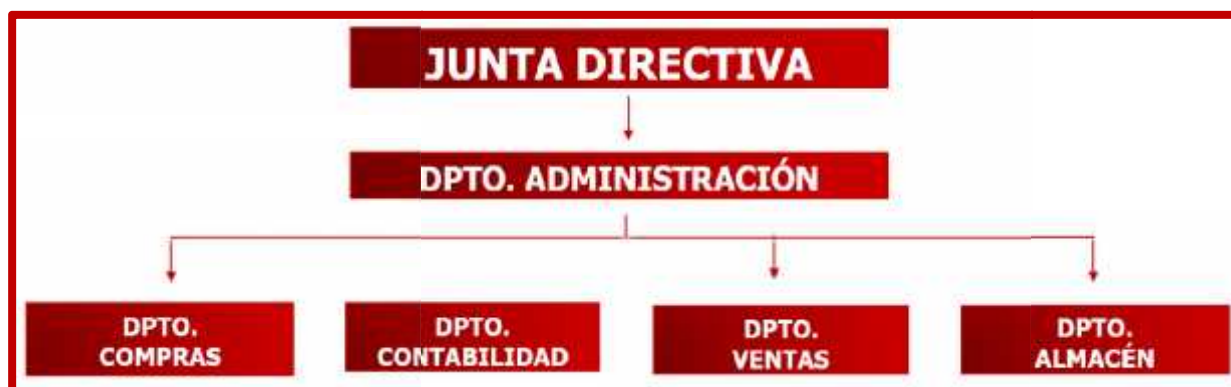 JUNTA DIRECTIVA
DPTO. ADMINISTRACIÓN
DPTO.
COMPRAS
DPTO.
CONTABILIDAD
DPTO.
VENTAS
DPTO.
ALMACÉN